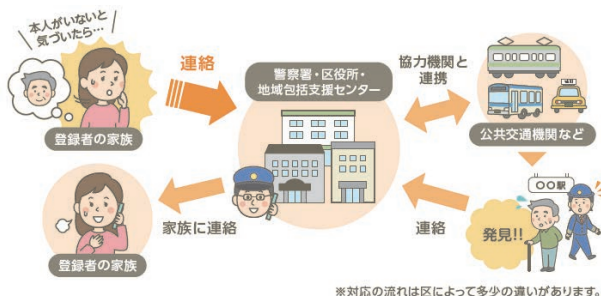 本人がいないと
気づいたら…
登録者の家族
連絡
警察署・区役所・
地域包括支援センター
協力機関と
連携
公共交通機関など
〇〇駅
発見!!
連絡
家族に連絡
登録者の家族
※対応の流れは区によって多少の違いがあります。